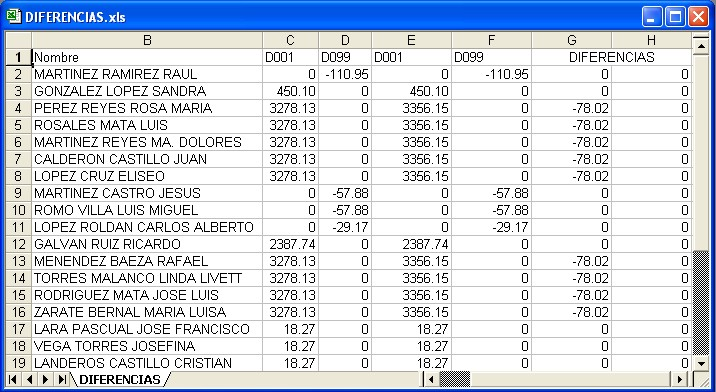 DIFERENCIAS.xls
B C D E F G H
1 Nombre D001 D099 D001 D099 DIFERENCIAS
2 MARTINEZ RAMIREZ RAUL 0 -110.95 0 -110.95 0 0
3 GONZALEZ LOPEZ SANDRA 450.10 0 450.10 0 0 0
4 PEREZ REYES ROSA MARIA 3278.13 0 3356.15 0 -78.02 0
5 ROSALES MATA LUIS 3278.13 0 3356.15 0 -78.02 0
6 MARTINEZ REYES MA. DOLORES 3278.13 0 3356.15 0 -78.02 0
7 CALDERON CASTILLO JUAN 3278.13 0 3356.15 0 -78.02 0
8 LOPEZ CRUZ ELISEO 3278.13 0 3356.15 0 -78.02 0
9 MARTINEZ CASTRO JESUS 0 -57.88 0 -57.88 0 0
10 ROMO VILLA LUIS MIGUEL 0 -57.88 0 -57.88 0 0
11 LOPEZ ROLDAN CARLOS ALBERTO 0 -29.17 0 -29.17 0 0
12 GALVAN RUIZ RICARDO 2387.74 0 2387.74 0 0 0
13 MENENDEZ BAEZA RAFAEL 3278.13 0 3356.15 0 -78.02 0
14 TORRES MALANCO LINDA LIVETT 3278.13 0 3356.15 0 -78.02 0
15 RODRIGUEZ MATA JOSE LUIS 3278.13 0 3356.15 0 -78.02 0
16 ZARATE BERNAL MARIA LUISA 3278.13 0 3356.15 0 -78.02 0
17 LARA PASCUAL JOSE FRANCISCO 18.27 0 18.27 0 0 0
18 VEGA TORRES JOSEFINA 18.27 0 18.27 0 0 0
19 LANDEROS CASTILLO CRISTIAN 18.27 0 18.27 0 0 0
DIFERENCIAS